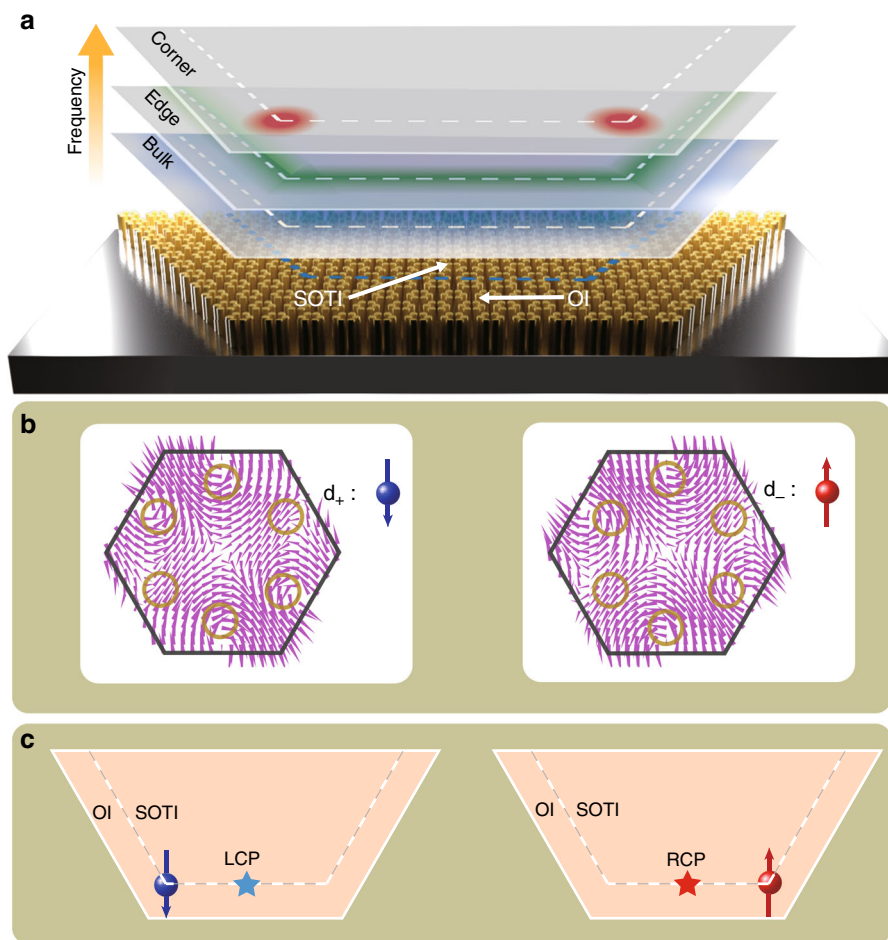 a
Frequency
Corner
Edge
Bulk
SOTI
OI
b
d+ :
d− :
c
OI
SOTI
LCP
OI
SOTI
RCP